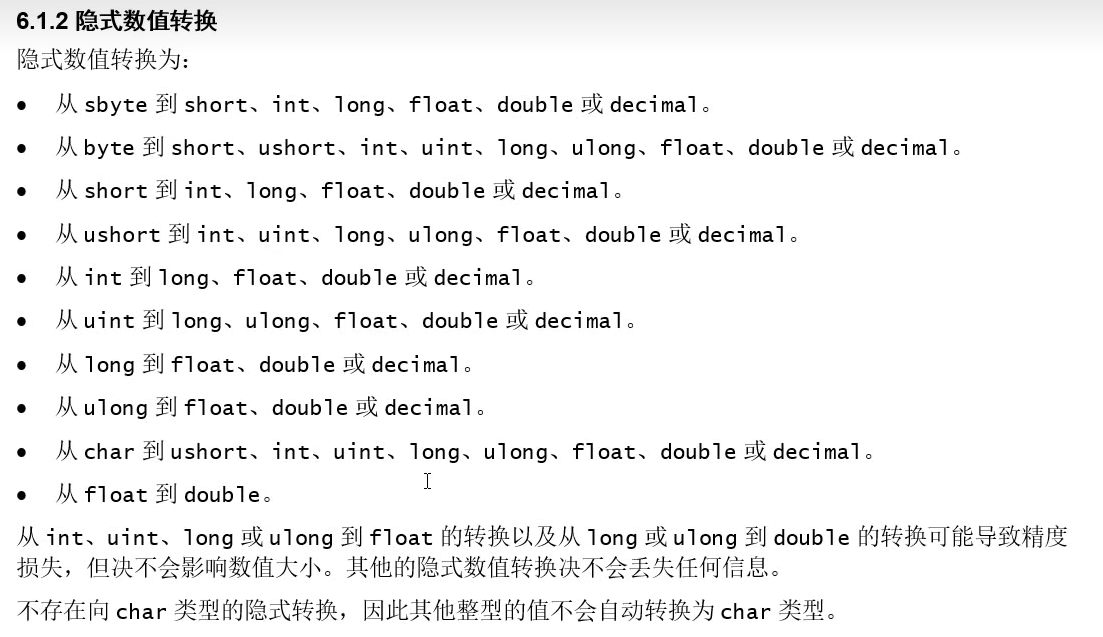 6.1.2 隐式数值转换
隐式数值转换为：
• 从 sbyte 到 short、int、long、float、double 或 decimal。
• 从 byte 到 short、ushort、int、uint、long、ulong、float、double 或 decimal。
• 从 short 到 int、long、float、double 或 decimal。
• 从 ushort 到 int、uint、long、ulong、float、double 或 decimal。
• 从 int 到 long、float、double 或 decimal。
• 从 uint 到 long、ulong、float、double 或 decimal。
• 从 long 到 float、double 或 decimal。
• 从 ulong 到 float、double 或 decimal。
• 从 char 到 ushort、int、uint、long、ulong、float、double 或 decimal。
• 从 float 到 double。
从 int、uint、long 或 ulong 到 float 的转换以及从 long 或 ulong 到 double 的转换可能导致精度
损失，但决不会影响数值大小。其他的隐式数值转换决不会丢失任何信息。
不存在向 char 类型的隐式转换，因此其他整型的值不会自动转换为 char 类型。